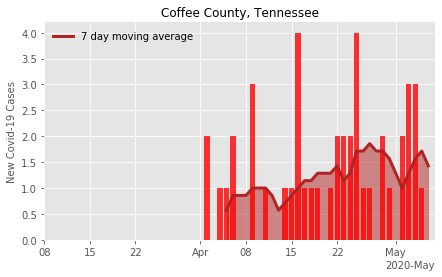 Coffee County, Tennessee
7 day moving average
New Covid-19 Cases
4.0
3.5
3.0
2.5
2.0
1.5
1.0
0.5
0.0
08 15 22 Apr 08 15 22 May
2020-May